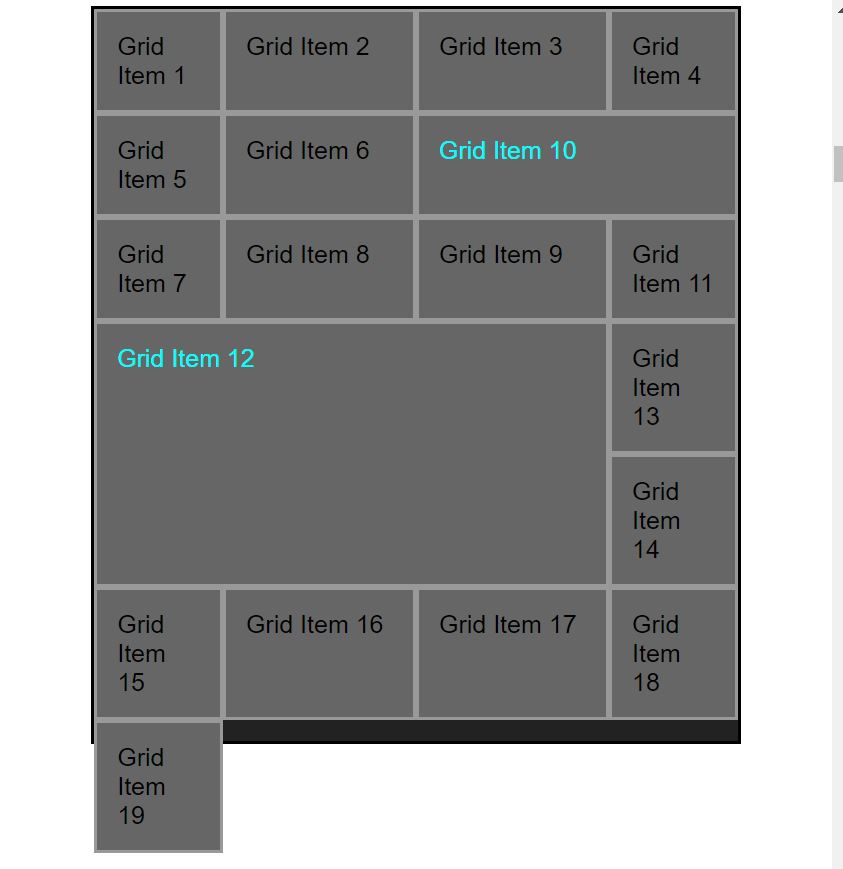 Grid
Item 1
Grid Item 2
Grid Item 3
Grid
Item 4
Grid
Item 5
Grid Item 6
Grid Item 10
Grid
Item 7
Grid Item 8
Grid Item 9
Grid
Item 11
Grid Item 12
Grid
Item
13
Grid
Item
14
Grid
Item
15
Grid Item 16
Grid Item 17
Grid
Item
18
Grid
Item
19